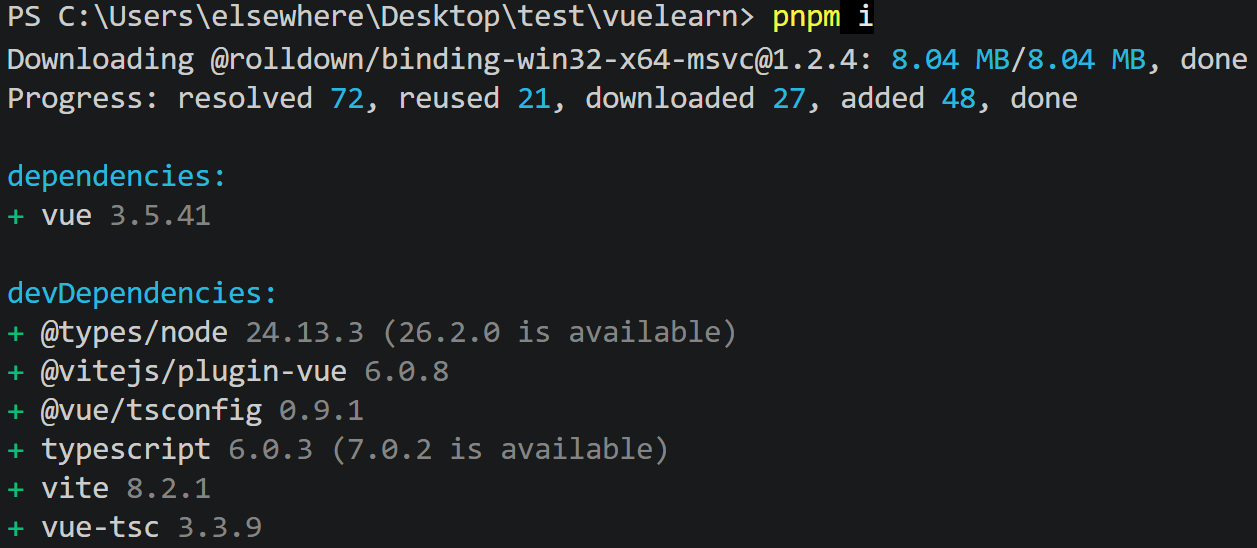 PS C:\Users\elsewhere\Desktop\test\vuelearn> pnpm i
Downloading @rolldown/binding-win32-x64-msvc@1.2.4: 8.04 MB/8.04 MB, done
Progress: resolved 72, reused 21, downloaded 27, added 48, done
dependencies:
+ vue 3.5.41
devDependencies:
+ @types/node 24.13.3 (26.2.0 is available)
+ @vitejs/plugin-vue 6.0.8
+ @vue/tsconfig 0.9.1
+ typescript 6.0.3 (7.0.2 is available)
+ vite 8.2.1
+ vue-tsc 3.3.9